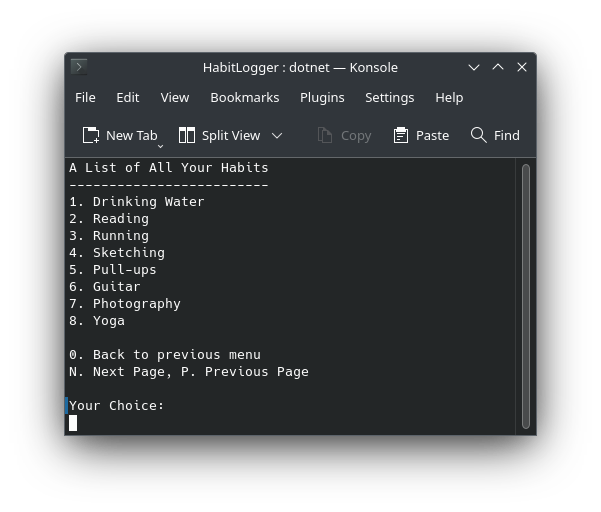 HabitLogger : dotnet — Konsole
File Edit View Bookmarks Plugins Settings Help
New Tab Split View Copy Paste Find
A List of All Your Habits
-------------------------
1. Drinking Water
2. Reading
3. Running
4. Sketching
5. Pull-ups
6. Guitar
7. Photography
8. Yoga
0. Back to previous menu
N. Next Page, P. Previous Page
Your Choice: